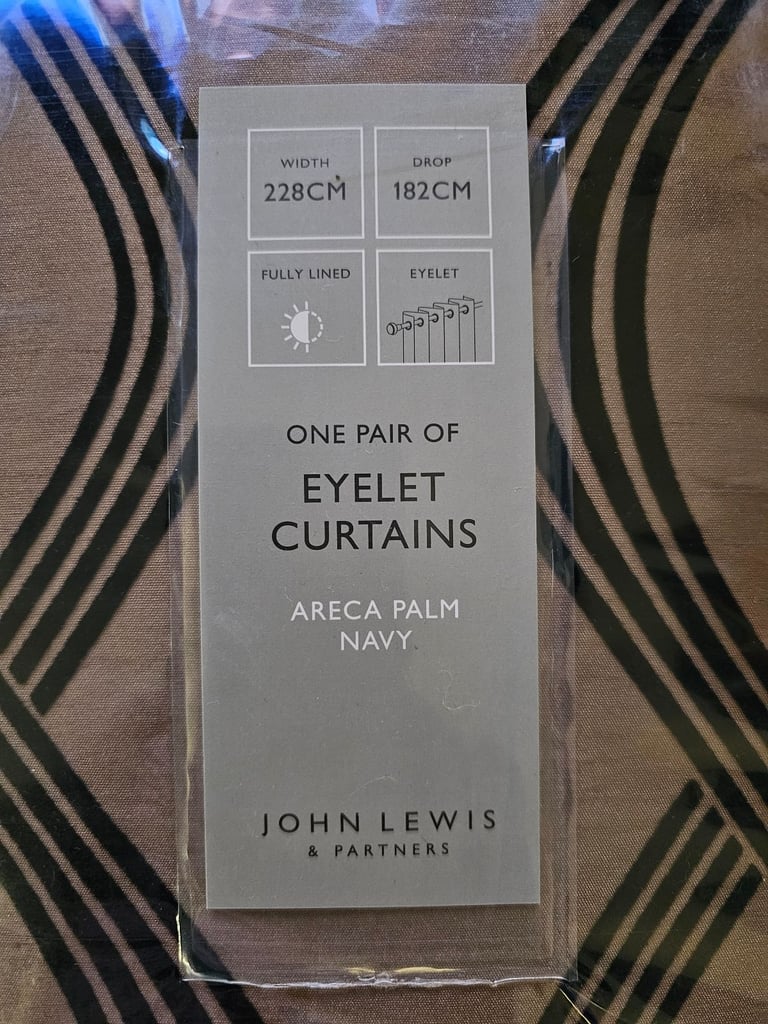 WIDTH
228CM
DROP
182CM
FULLY LINED
EYELET
ONE PAIR OF
EYELET
CURTAINS
ARECA PALM
NAVY
JOHN LEWIS
& PARTNERS